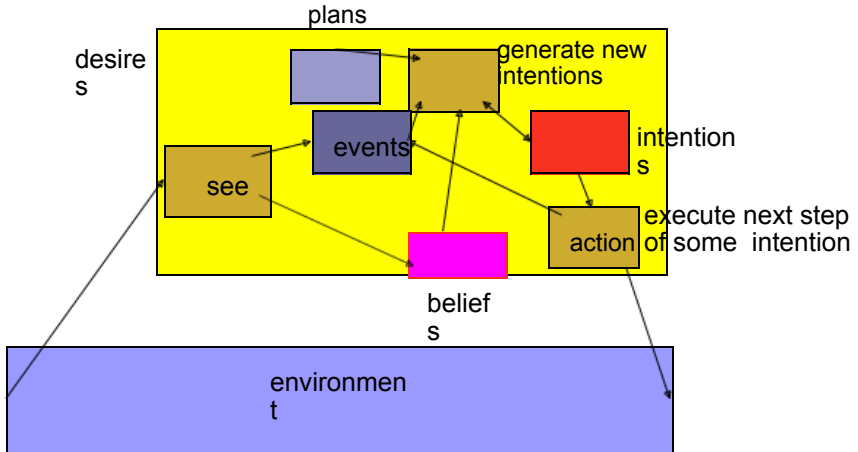 plans
desire
s
generate new
intentions
events
intention
s
see
execute next step
action of some  intention
belief
s
environmen
t